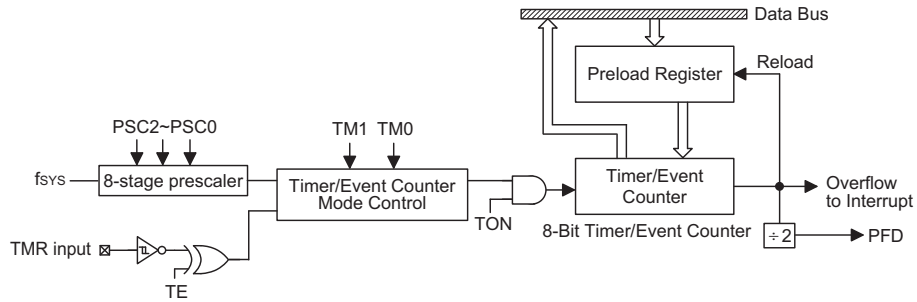 Data Bus
Preload Register
Reload
PSC2~PSC0
TM1 TM0
fSYS
8-stage prescaler
Timer/Event Counter
Mode Control
TON
Timer/Event
Counter
8-Bit Timer/Event Counter
Overflow
to Interrupt
÷2
PFD
TMR input
TE